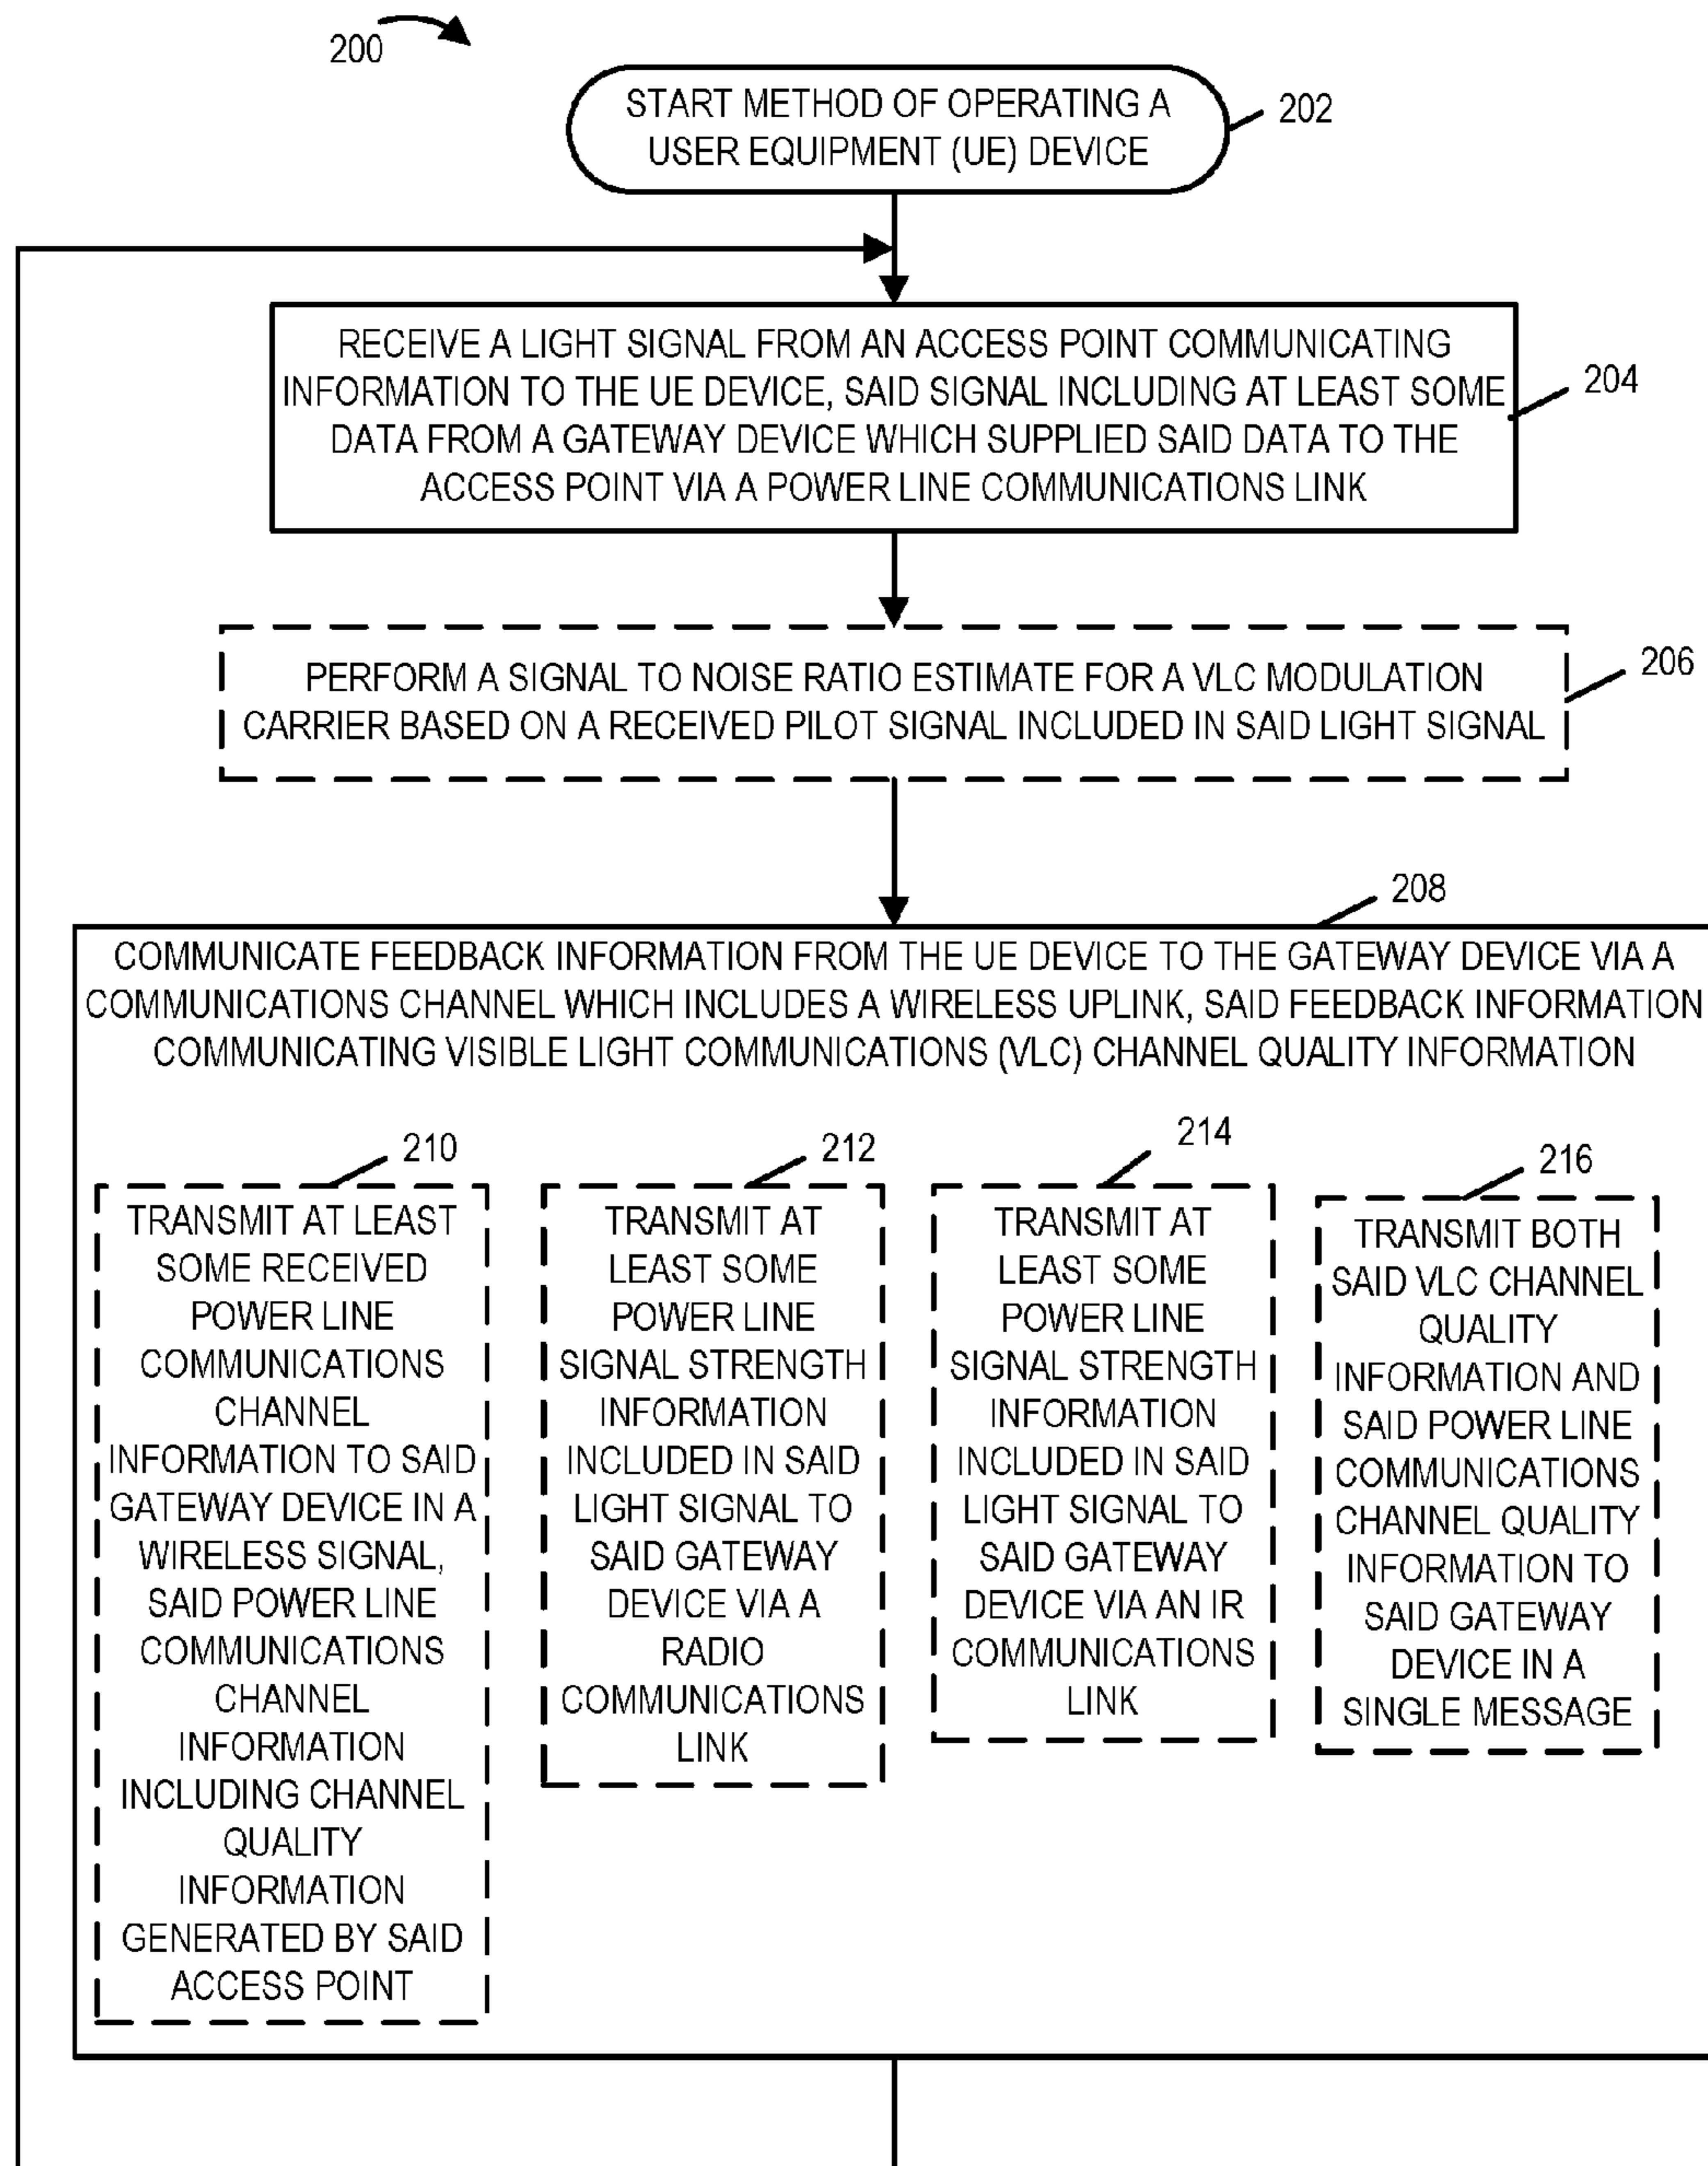 200
START METHOD OF OPERATING A
USER EQUIPMENT (UE) DEVICE
202
RECEIVE A LIGHT SIGNAL FROM AN ACCESS POINT COMMUNICATING
INFORMATION TO THE UE DEVICE, SAID SIGNAL INCLUDING AT LEAST SOME
DATA FROM A GATEWAY DEVICE WHICH SUPPLIED SAID DATA TO THE
ACCESS POINT VIA A POWER LINE COMMUNICATIONS LINK
204
PERFORM A SIGNAL TO NOISE RATIO ESTIMATE FOR A VLC MODULATION
CARRIER BASED ON A RECEIVED PILOT SIGNAL INCLUDED IN SAID LIGHT SIGNAL
206
208
COMMUNICATE FEEDBACK INFORMATION FROM THE UE DEVICE TO THE GATEWAY DEVICE VIA A
COMMUNICATIONS CHANNEL WHICH INCLUDES A WIRELESS UPLINK, SAID FEEDBACK INFORMATION
COMMUNICATING VISIBLE LIGHT COMMUNICATIONS (VLC) CHANNEL QUALITY INFORMATION
210
TRANSMIT AT LEAST
SOME RECEIVED
POWER LINE
COMMUNICATIONS
CHANNEL
INFORMATION TO SAID
GATEWAY DEVICE IN A
WIRELESS SIGNAL,
SAID POWER LINE
COMMUNICATIONS
CHANNEL
INFORMATION
INCLUDING CHANNEL
QUALITY
INFORMATION
GENERATED BY SAID
ACCESS POINT
212
TRANSMIT AT
LEAST SOME
POWER LINE
SIGNAL STRENGTH
INFORMATION
INCLUDED IN SAID
LIGHT SIGNAL TO
SAID GATEWAY
DEVICE VIA A
RADIO
COMMUNICATIONS
LINK
214
TRANSMIT AT
LEAST SOME
POWER LINE
SIGNAL STRENGTH
INFORMATION
INCLUDED IN SAID
LIGHT SIGNAL TO
SAID GATEWAY
DEVICE VIA AN IR
COMMUNICATIONS
LINK
216
TRANSMIT BOTH
SAID VLC CHANNEL
QUALITY
INFORMATION AND
SAID POWER LINE
COMMUNICATIONS
CHANNEL QUALITY
INFORMATION TO
SAID GATEWAY
DEVICE IN A
SINGLE MESSAGE